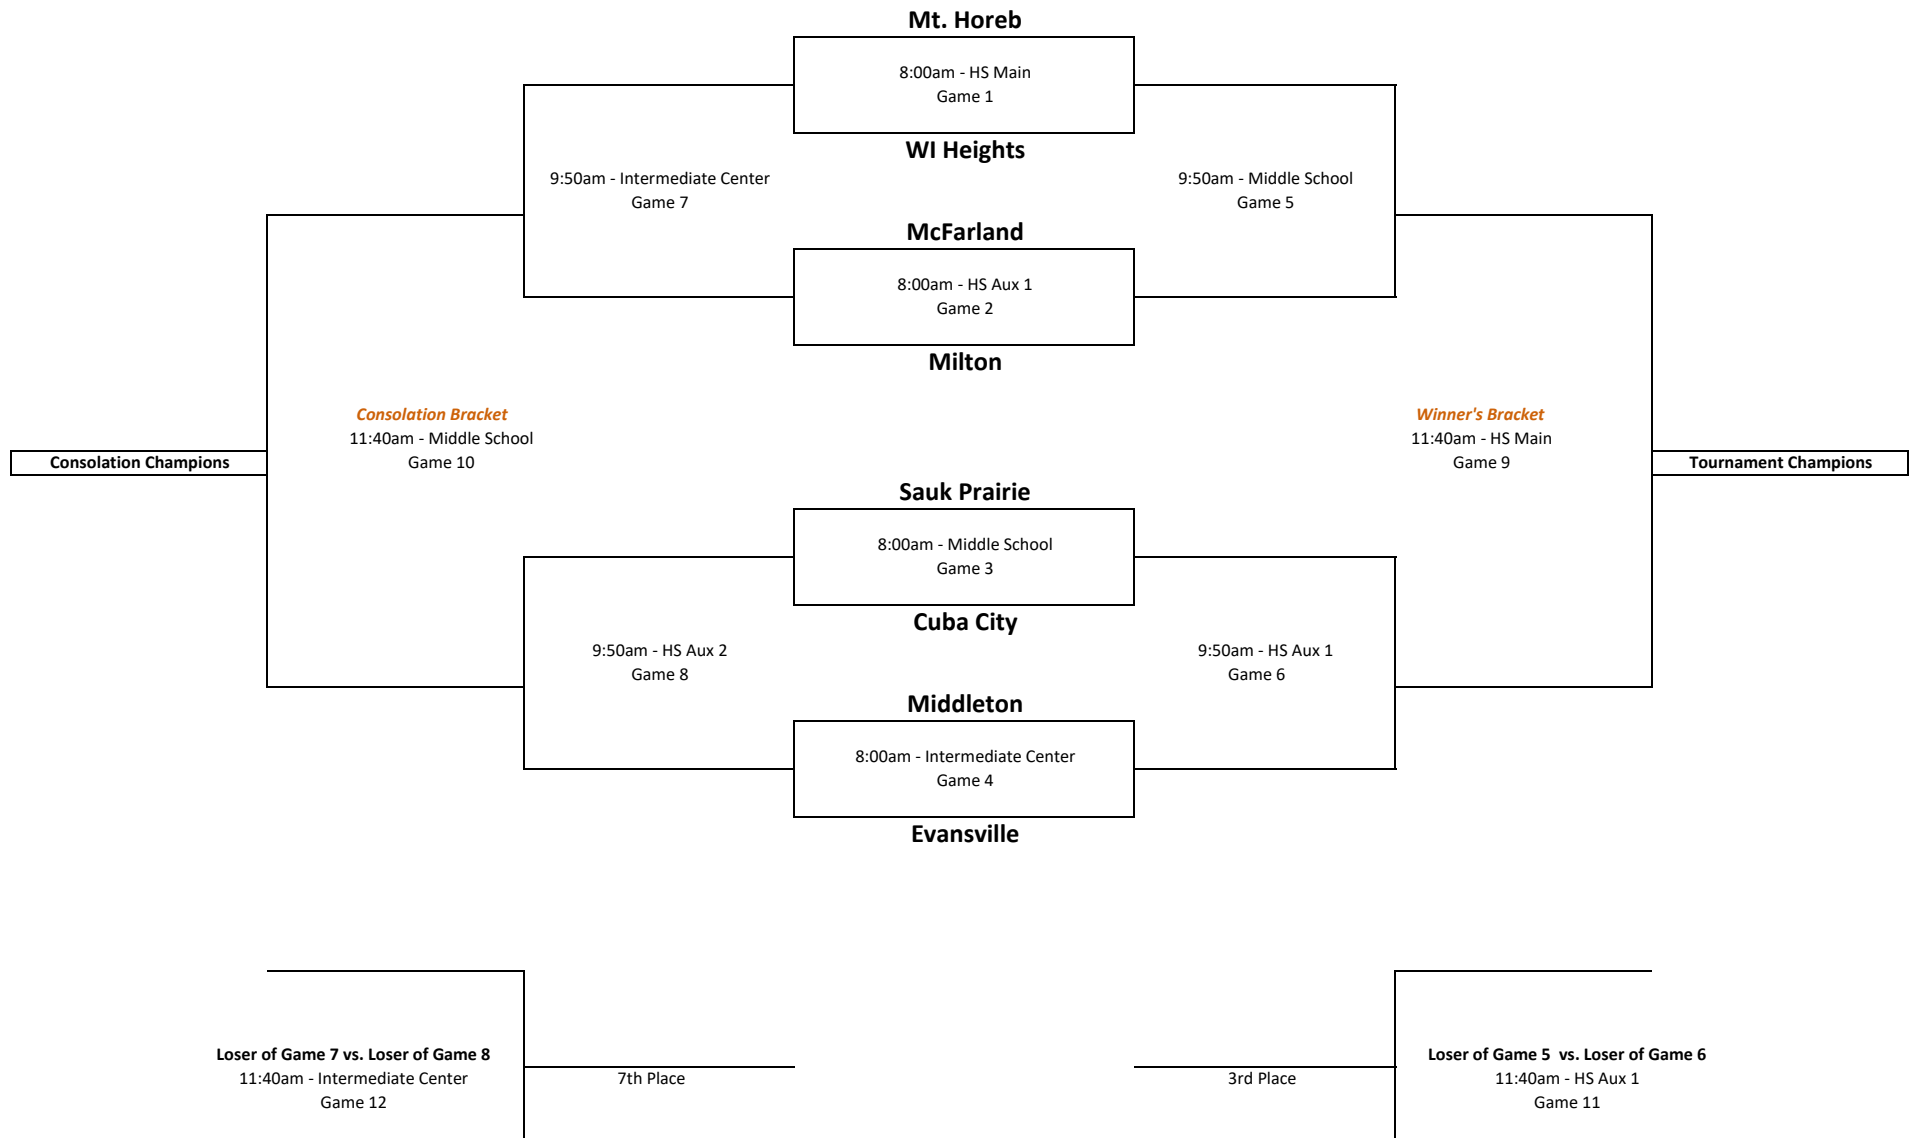 Mt. Horeb
8:00am - HS Main
Game 1
WI Heights
9:50am - Intermediate Center
Game 7
9:50am - Middle School
Game 5
McFarland
8:00am - HS Aux 1
Game 2
Milton
Consolation Bracket
11:40am - Middle School
Game 10
Consolation Champions
Winner's Bracket
11:40am - HS Main
Game 9
Tournament Champions
Sauk Prairie
8:00am - Middle School
Game 3
Cuba City
9:50am - HS Aux 2
Game 8
9:50am - HS Aux 1
Game 6
Middleton
8:00am - Intermediate Center
Game 4
Evansville
Loser of Game 7 vs. Loser of Game 8
11:40am - Intermediate Center
Game 12
7th Place
3rd Place
Loser of Game 5  vs. Loser of Game 6
11:40am - HS Aux 1
Game 11